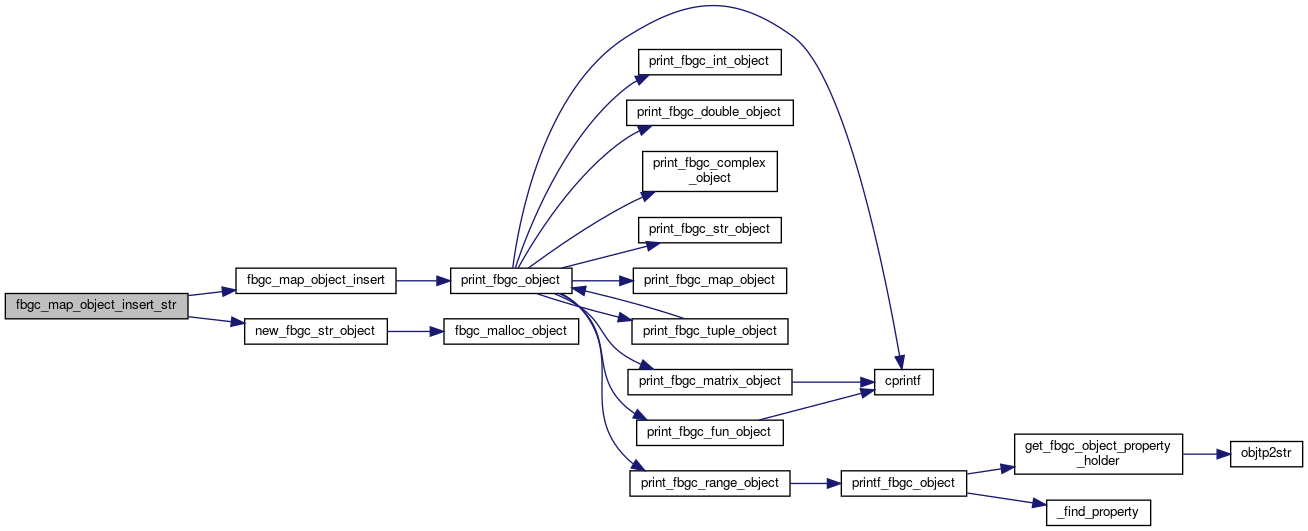 print_fbgc_int_object
print_fbgc_double_object
print_fbgc_complex
_object
print_fbgc_str_object
fbgc_map_object_insert
print_fbgc_object
print_fbgc_map_object
fbgc_map_object_insert_str
new_fbgc_str_object
fbgc_malloc_object
print_fbgc_tuple_object
print_fbgc_matrix_object
cprintf
print_fbgc_fun_object
get_fbgc_object_property
_holder
objtp2str
print_fbgc_range_object
printf_fbgc_object
_find_property